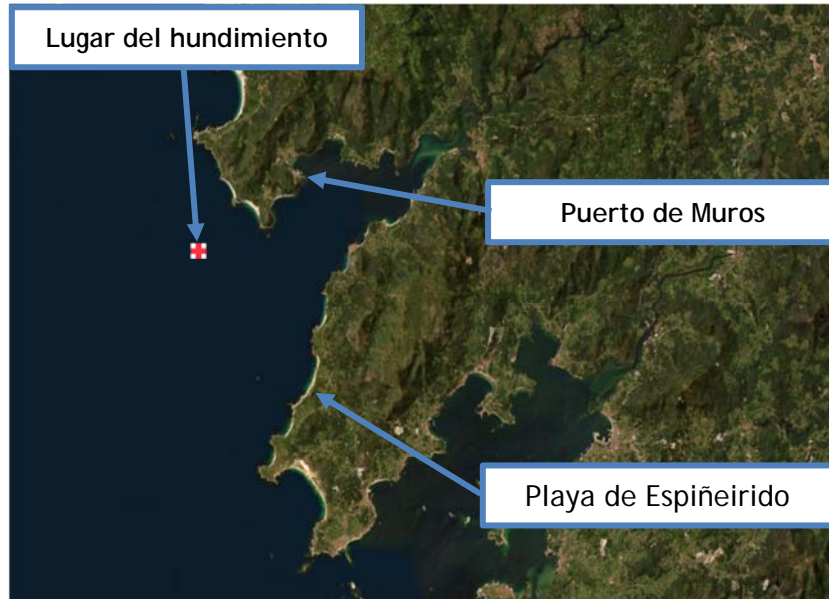 Lugar del hundimiento
Puerto de Muros
Playa de Espiñeirido